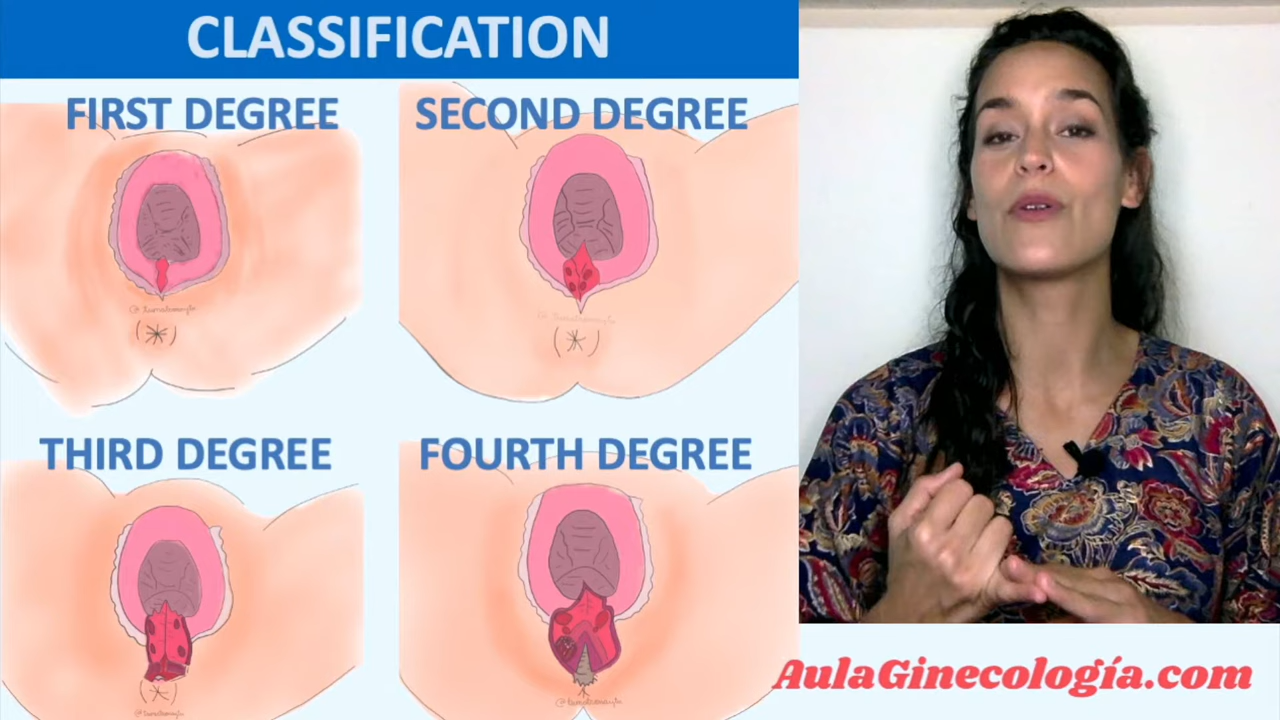 CLASSIFICATION
FIRST DEGREE
SECOND DEGREE
THIRD DEGREE
FOURTH DEGREE
AulaGinecología.com